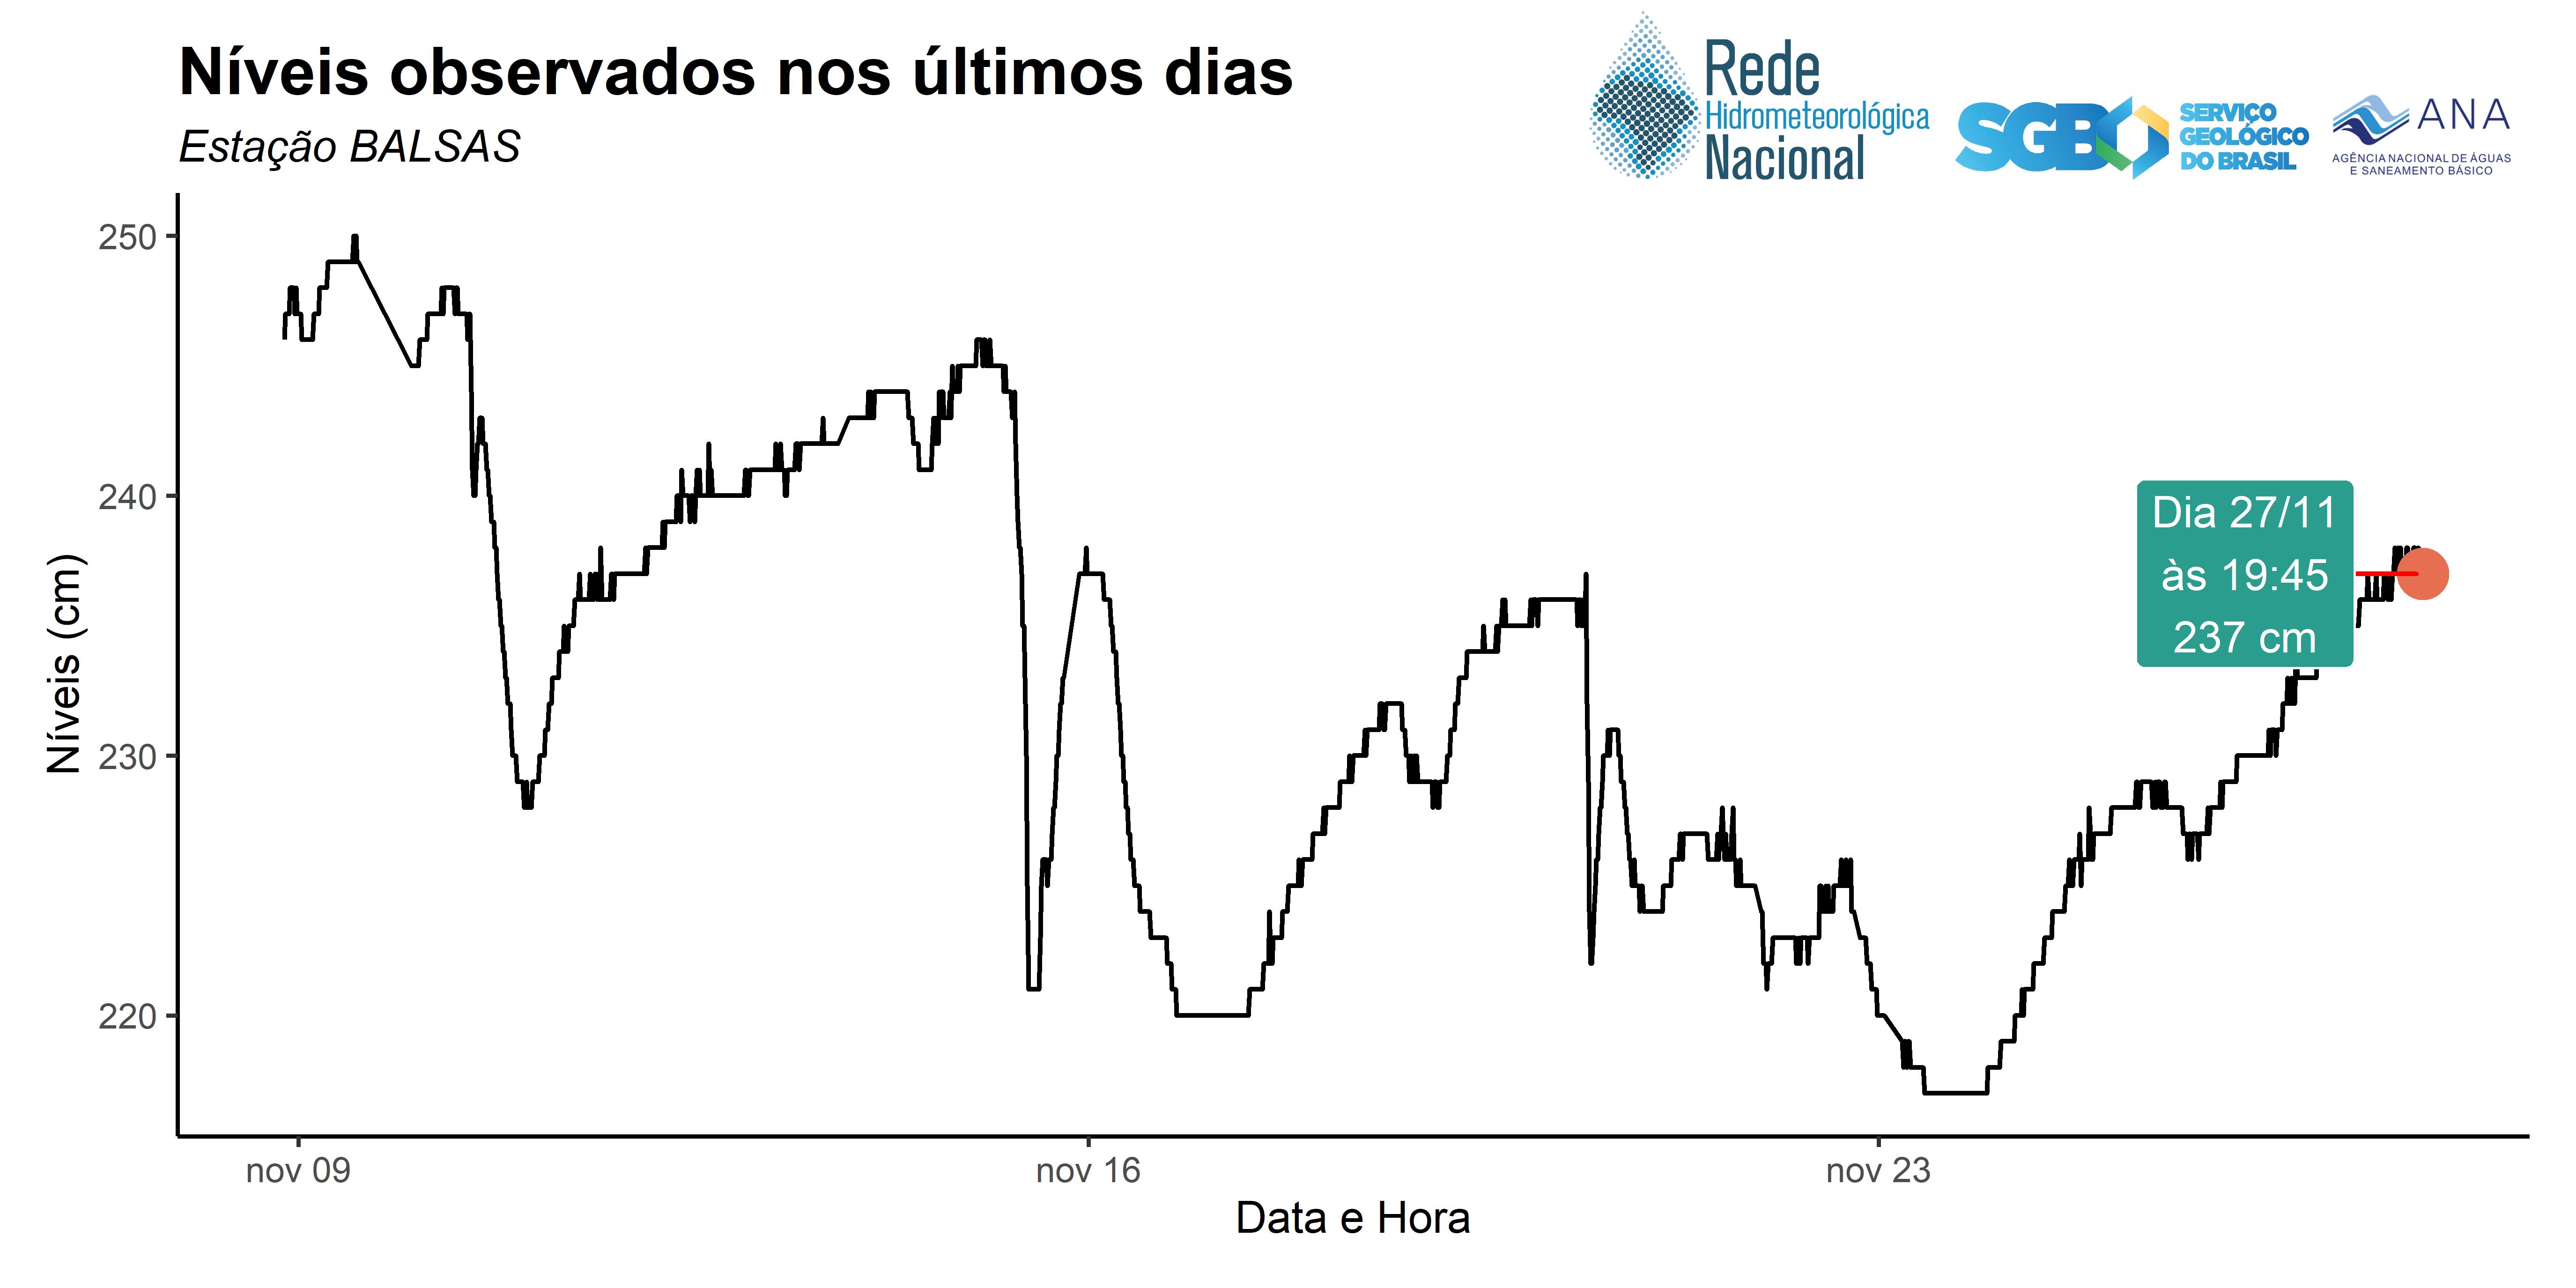 Níveis observados nos últimos dias
Estação BALSAS
Rede
Hidrometeorológica
Nacional
SGB
SERVIÇO
GEOLÓGICO
DO BRASIL
ANA
AGÊNCIA NACIONAL DE ÁGUAS
E SANEAMENTO BÁSICO
Níveis (cm)
250
240
230
220
Dia 27/11
às 19:45
237 cm
nov 09
nov 16
nov 23
Data e Hora